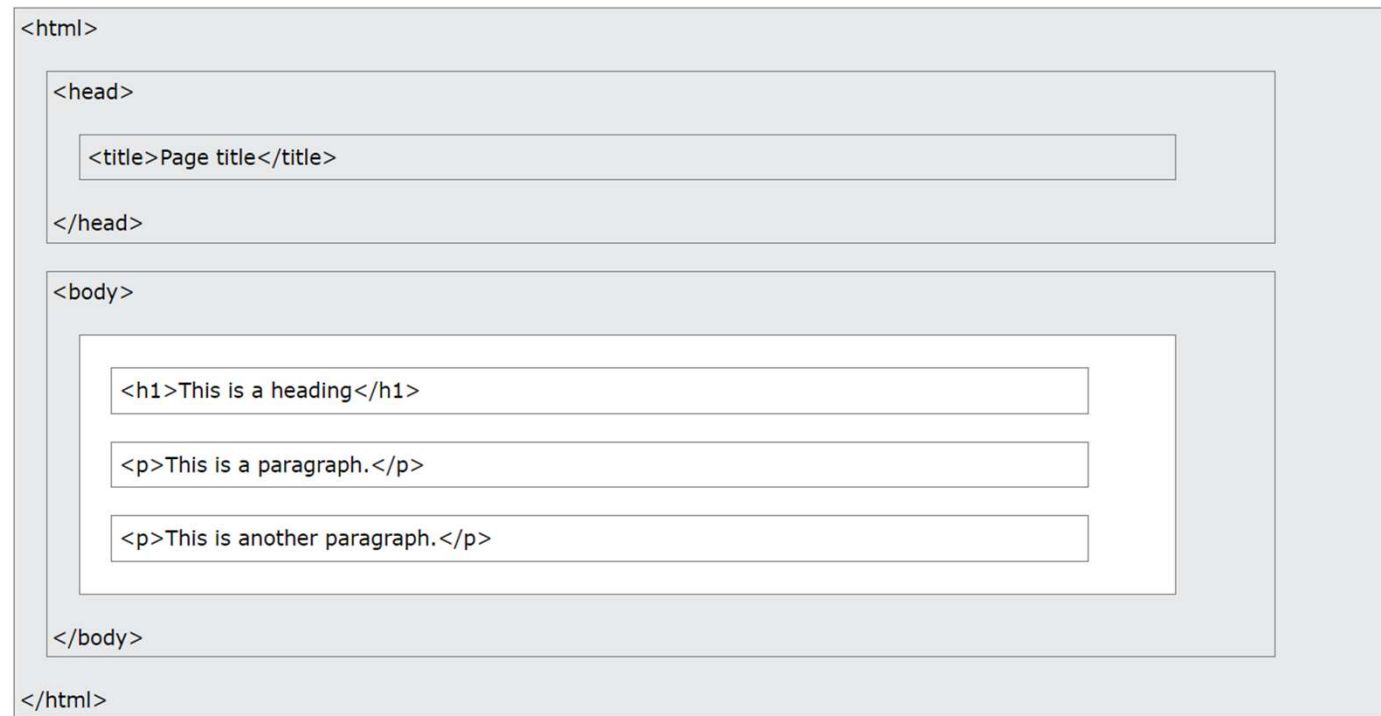 <html>
<head>
<title>Page title</title>
</head>
<body>
<h1>This is a heading</h1>
<p>This is a paragraph.</p>
<p>This is another paragraph.</p>
</body>
</html>